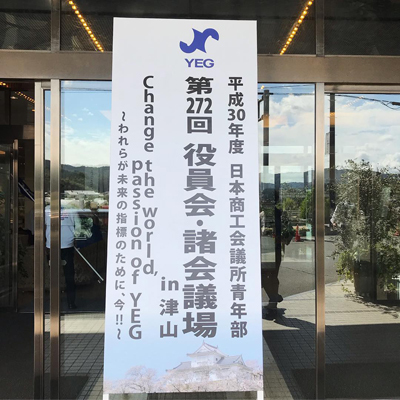 YEG
平成30年度 日本商工会議所青年部
第272回 役員会・諸会議場
in 津山
Change the world,
passion of YEG
～われらが未来の指標のために、今!!～